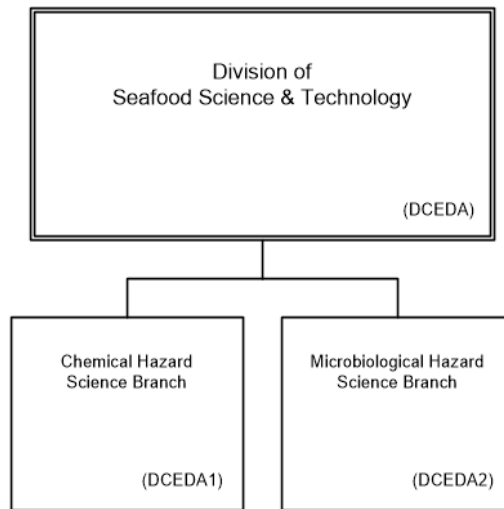 Division of
Seafood Science & Technology
(DCEDA)
Chemical Hazard
Science Branch
(DCEDA1)
Microbiological Hazard
Science Branch
(DCEDA2)